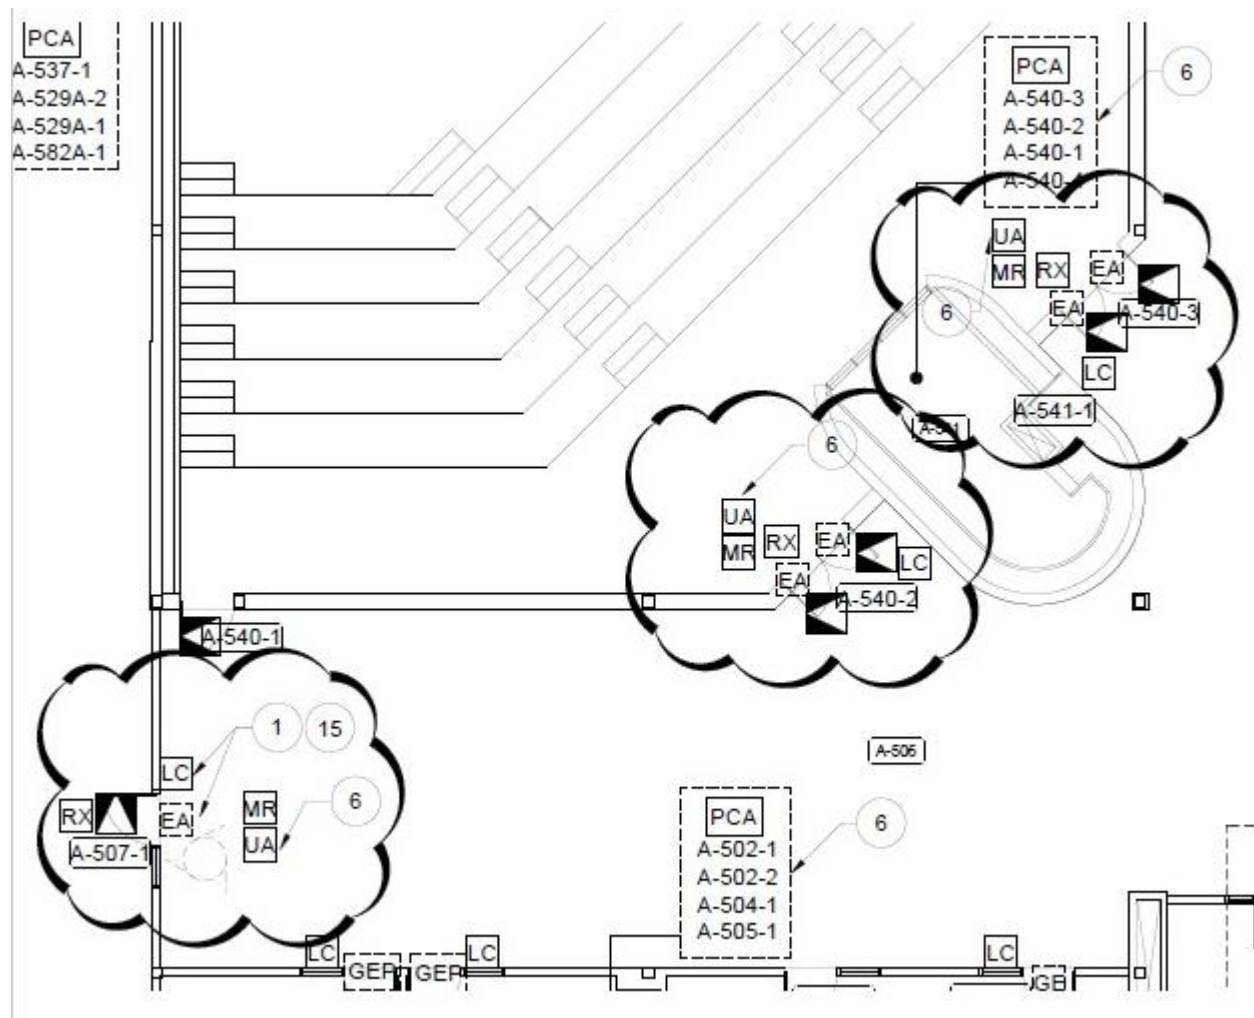 PCA
A-537-1
A-529A-2
A-529A-1
A-582A-1
PCA
A-540-3
A-540-2
A-540-1
6
UA
MR
RX
EA
EA
A-540-3
6
LC
A-541-1
A-541
6
UA
MR
RX
EA
EA
LC
A-540-2
A-540-1
1
15
LC
RX
EA
MR
UA
6
A-507-1
A-506
PCA
A-502-1
A-502-2
A-504-1
A-505-1
6
LC
GEP
GEP
LC
LC